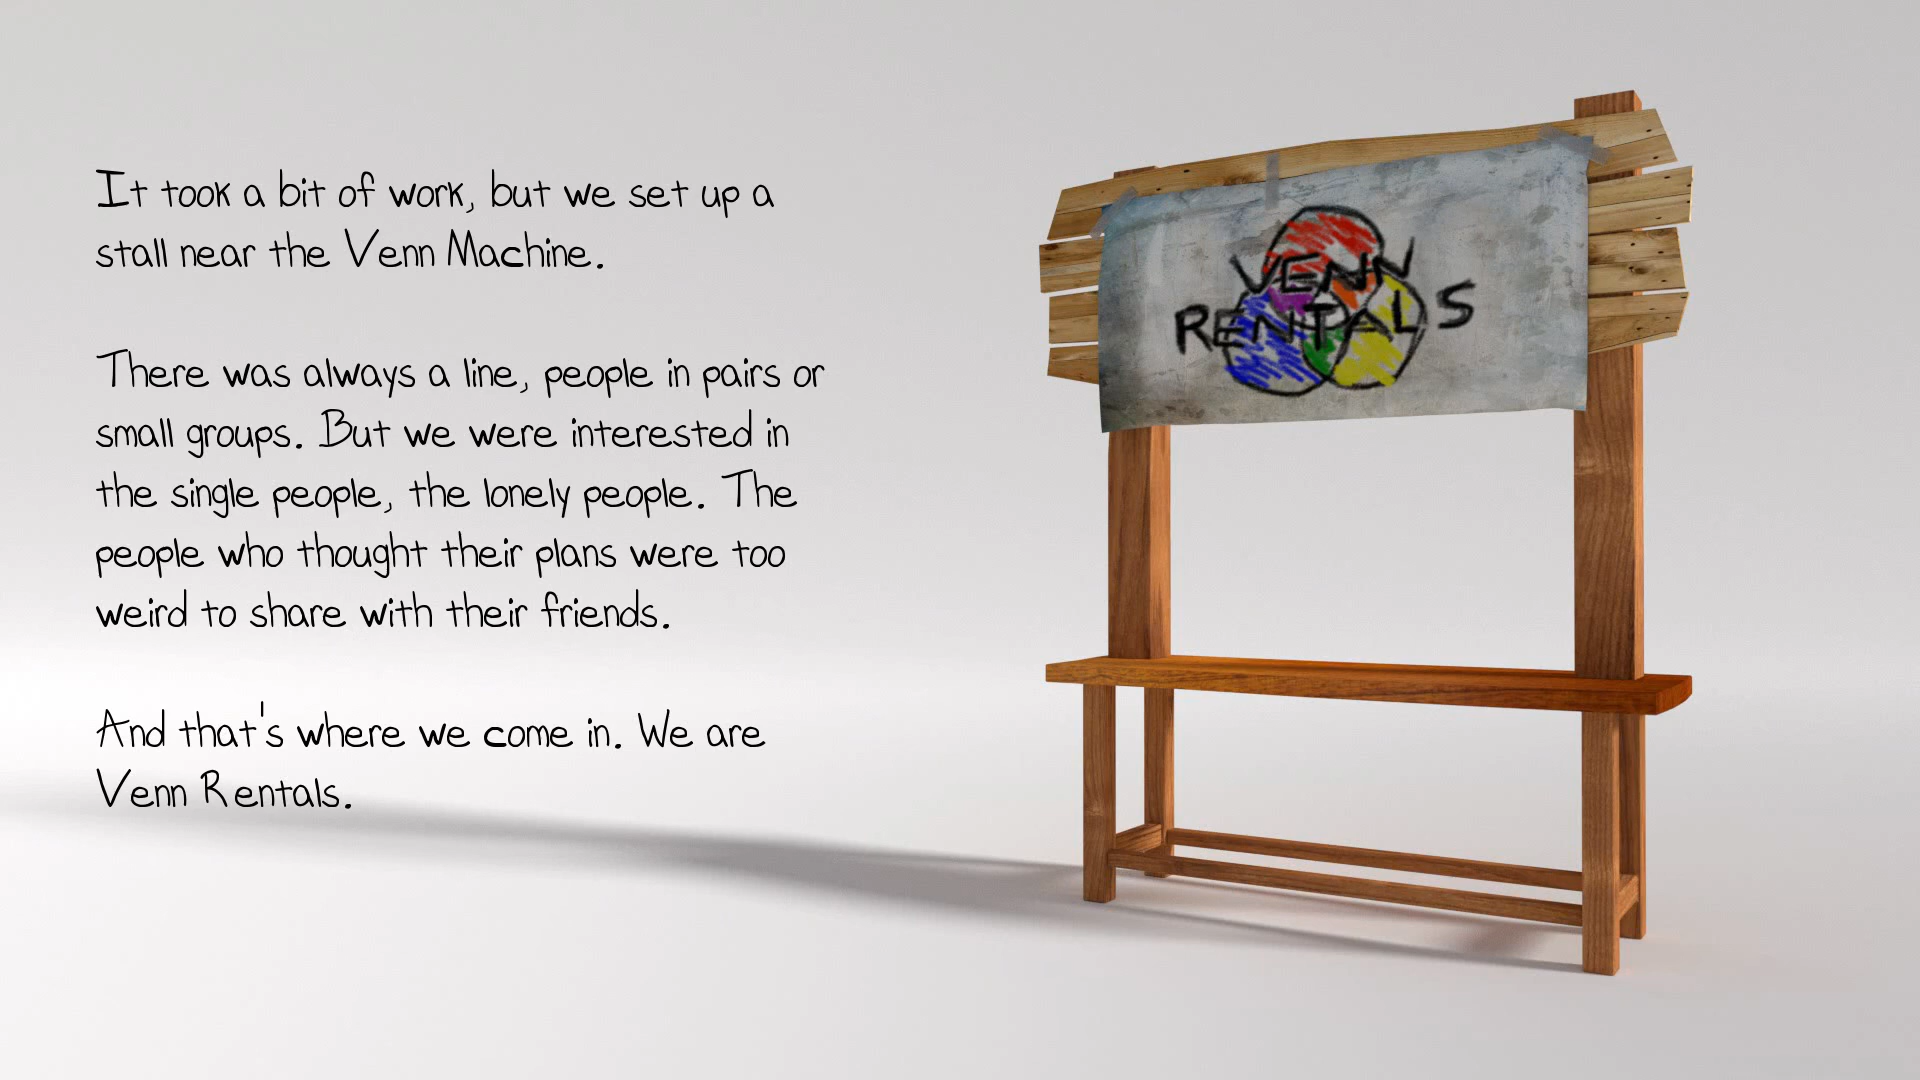 It took a bit of work, but we set up a
stall near the Venn Machine.
There was always a line, people in pairs or
small groups. But we were interested in
the single people, the lonely people. The
people who thought their plans were too
weird to share with their friends.
And that's where we come in. We are
Venn Rentals.
VENN
RENTALS